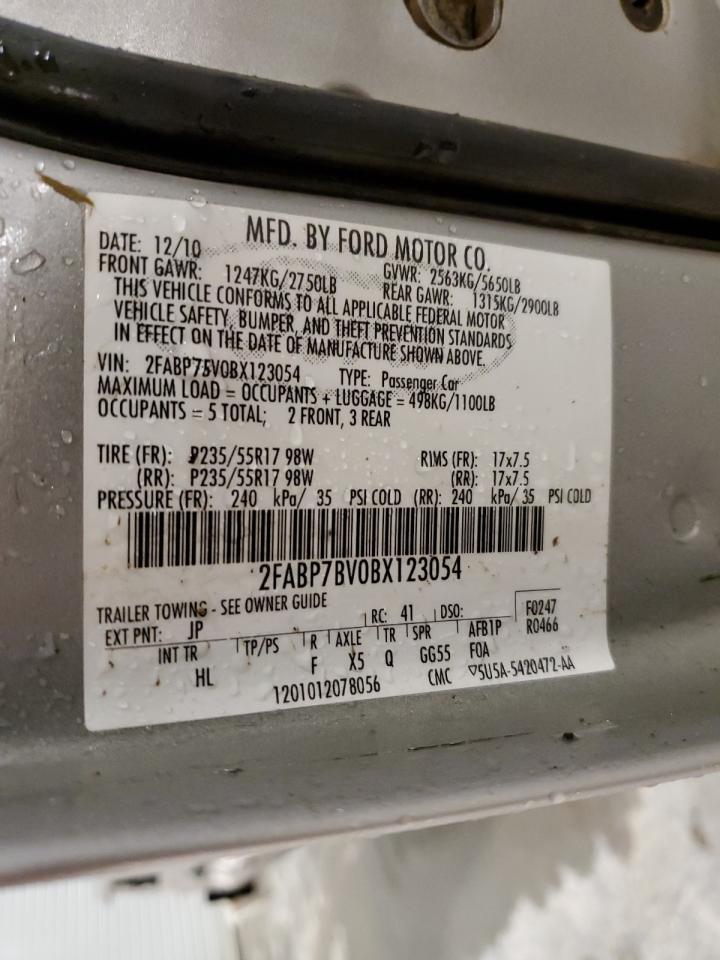 MFD. BY FORD MOTOR CO.
DATE: 12/10 GVWR: 2563KG/5650LB
FRONT GAWR: 1247KG/2750LB REAR GAWR: 1315KG/2900LB
THIS VEHICLE CONFORMS TO ALL APPLICABLE FEDERAL MOTOR
VEHICLE SAFETY, BUMPER, AND THEFT PREVENTION STANDARDS
IN EFFECT ON THE DATE OF MANUFACTURE SHOWN ABOVE.
VIN: 2FABP7BV0BX123054 TYPE: Passenger Car
MAXIMUM LOAD = OCCUPANTS + LUGGAGE = 498KG/1100LB
OCCUPANTS = 5 TOTAL; 2 FRONT, 3 REAR
TIRE (FR): P235/55R17 98W RIMS (FR): 17x7.5
(RR): P235/55R17 98W (RR): 17x7.5
PRESSURE (FR): 240 kPa/ 35 PSI COLD (RR): 240 kPa/ 35 PSI COLD
2FABP7BV0BX123054
TRAILER TOWING - SEE OWNER GUIDE
EXT PNT: JP RC: 41 DSO: F0247
R0466
INT TR TP/PS R AXLE TR SPR AFB1P
HL F X5 Q GG55 FOA
1201012078056 CMC ▽5U5A-5420472-AA